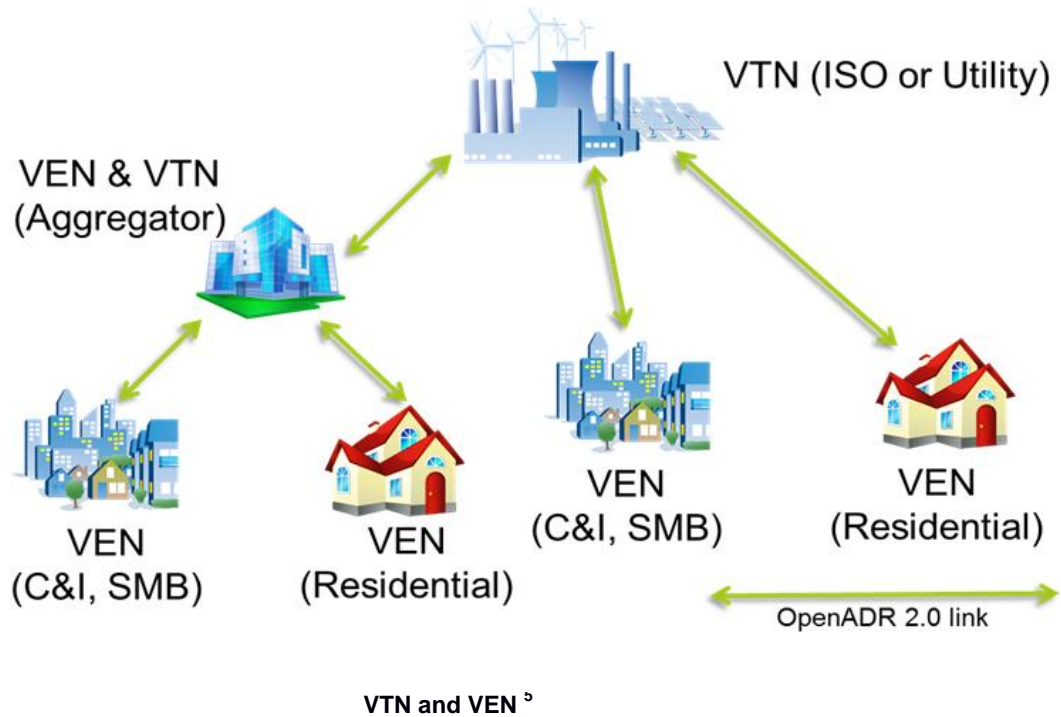 VTN (ISO or Utility)
VEN & VTN
(Aggregator)
VEN
(C&I, SMB)
VEN
(Residential)
VEN
(C&I, SMB)
VEN
(Residential)
OpenADR 2.0 link
VTN and VEN ⁵